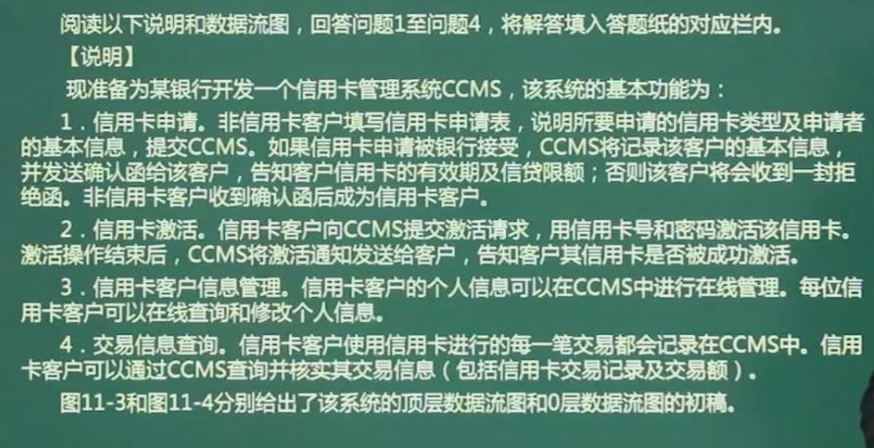 阅读以下说明和数据流图，回答问题1至问题4，将解答填入答题纸的对应栏内。
【说明】
现准备为某银行开发一个信用卡管理系统CCMS，该系统的基本功能为：
1．信用卡申请。非信用卡客户填写信用卡申请表，说明所要申请的信用卡类型及申请者
的基本信息，提交CCMS。如果信用卡申请被银行接受，CCMS将记录该客户的基本信息，
并发送确认函给该客户，告知客户信用卡的有效期及信贷限额；否则该客户将会收到一封拒
绝函。非信用卡客户收到确认函后成为信用卡客户。
2．信用卡激活。信用卡客户向CCMS提交激活请求，用信用卡号和密码激活该信用卡。
激活操作结束后，CCMS将激活通知发送给客户，告知客户其信用卡是否被成功激活。
3．信用卡客户信息管理。信用卡客户的个人信息可以在CCMS中进行在线管理。每位信
用卡客户可以在线查询和修改个人信息。
4．交易信息查询。信用卡客户使用信用卡进行的每一笔交易都会记录在CCMS中。信用
卡客户可以通过CCMS查询并核实其交易信息（包括信用卡交易记录及交易额）。
图11-3和图11-4分别给出了该系统的顶层数据流图和0层数据流图的初稿。